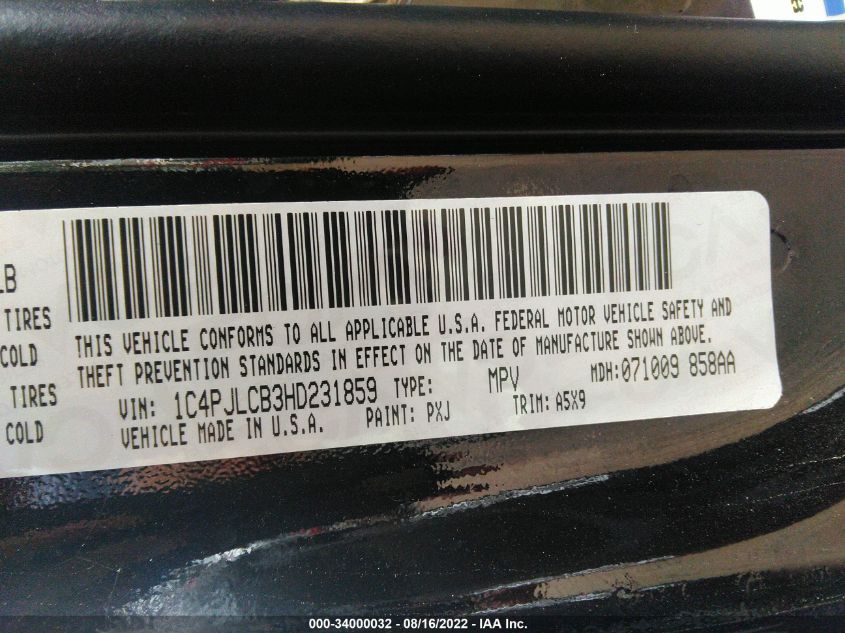 LB
TIRES
COLD
TIRES
COLD
THIS VEHICLE CONFORMS TO ALL APPLICABLE U.S.A. FEDERAL MOTOR VEHICLE SAFETY AND
THEFT PREVENTION STANDARDS IN EFFECT ON THE DATE OF MANUFACTURE SHOWN ABOVE.
VIN: 1C4PJLCB3HD231859 TYPE: MPV MDH:071009 858AA
VEHICLE MADE IN U.S.A. PAINT: PXJ TRIM: A5X9
000-34000032 - 08/16/2022 - IAA Inc.